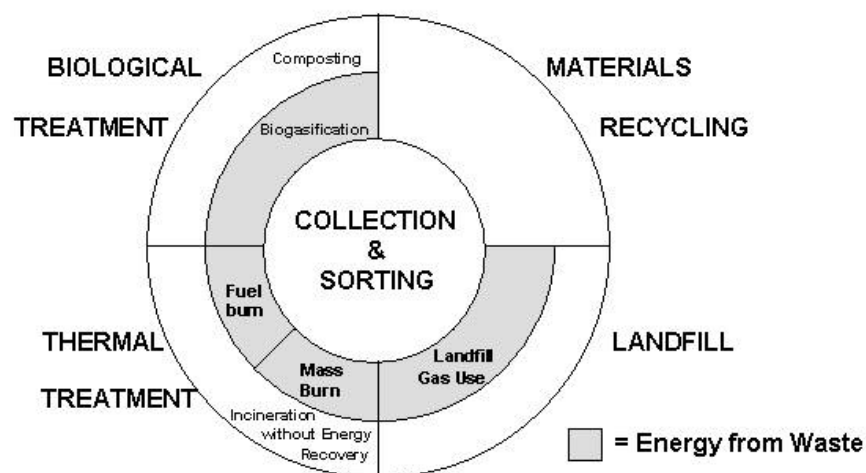 BIOLOGICAL
TREATMENT
Composting
Biogasification
MATERIALS
RECYCLING
COLLECTION
&
SORTING
Fuel
burn
Mass
Burn
Landfill
Gas Use
THERMAL
TREATMENT
Incineration
without Energy
Recovery
LANDFILL
= Energy from Waste